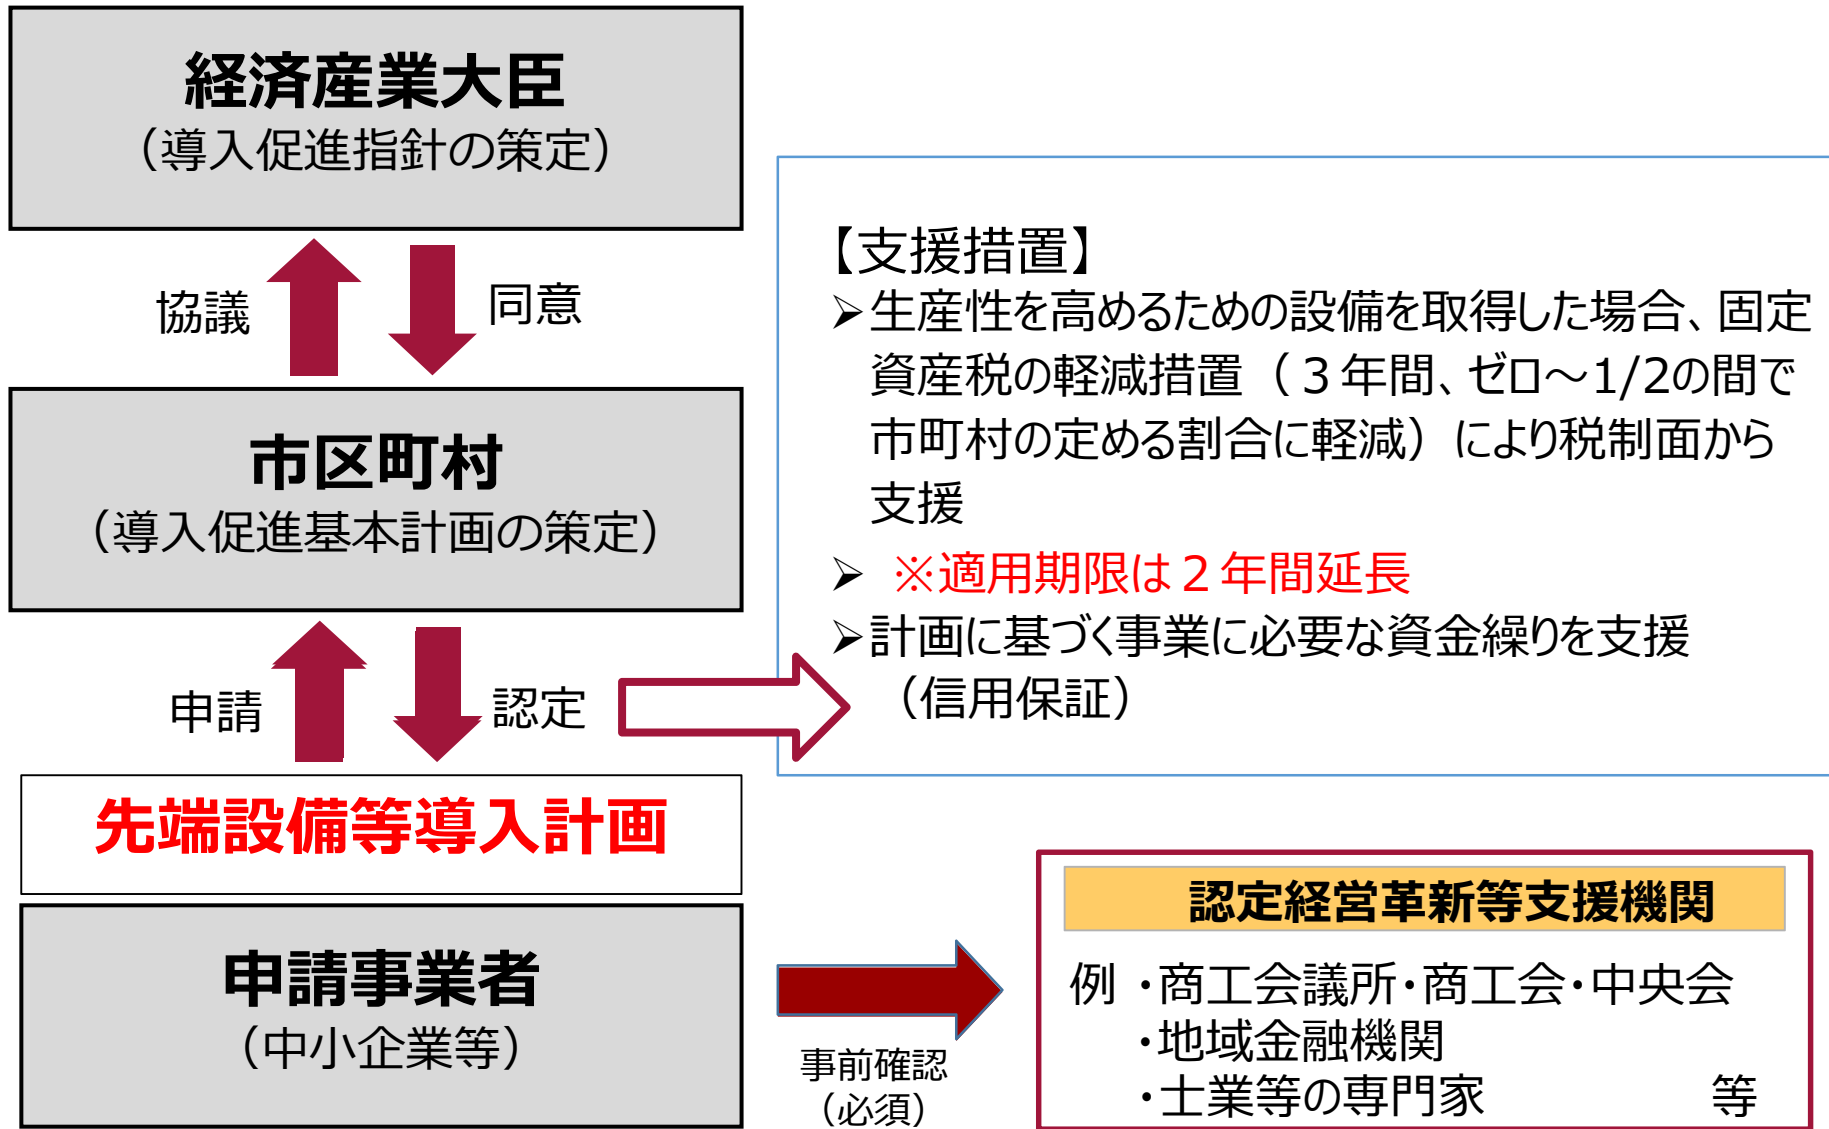 経済産業大臣
（導入促進指針の策定）
協議
同意
市区町村
（導入促進基本計画の策定）
申請
認定
先端設備等導入計画
申請事業者
（中小企業等）
【支援措置】
➢生産性を高めるための設備を取得した場合、固定
資産税の軽減措置（３年間、ゼロ～1/2の間で
市町村の定める割合に軽減）により税制面から
支援
➢ ※適用期限は２年間延長
➢計画に基づく事業に必要な資金繰りを支援
（信用保証）
事前確認
（必須）
認定経営革新等支援機関
例 ・商工会議所・商工会・中央会
・地域金融機関
・士業等の専門家 等